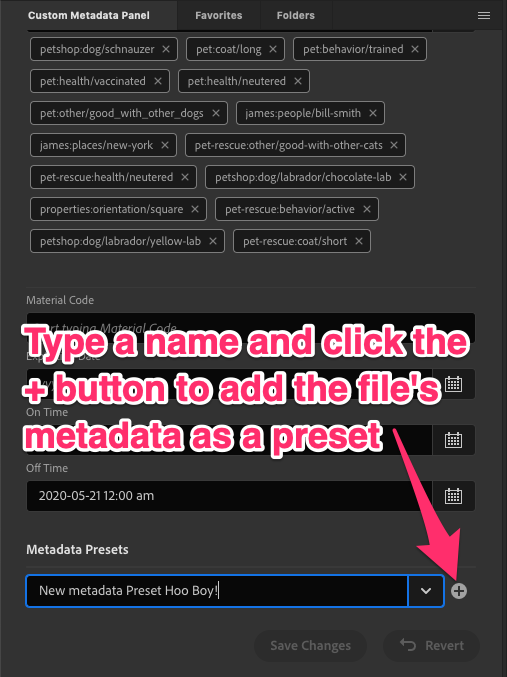 Custom Metadata Panel Favorites Folders
petshop:dog/schnauzer × pet:coat/long × pet:behavior/trained ×
pet:health/vaccinated × pet:health/neutered ×
pet:other/good_with_other_dogs × james:people/bill-smith ×
james:places/new-york × pet-rescue:other/good-with-other-cats ×
pet-rescue:health/neutered × petshop:dog/labrador/chocolate-lab ×
properties:orientation/square × pet-rescue:behavior/active ×
petshop:dog/labrador/yellow-lab × pet-rescue:coat/short ×
Material Code
typing Material Code
Type a name and click the
Date
+ button to add the file's
On Time
metadata as a preset
Off Time
2020-05-21 12:00 am
Metadata Presets
New metadata Preset Hoo Boy!
Save Changes Revert